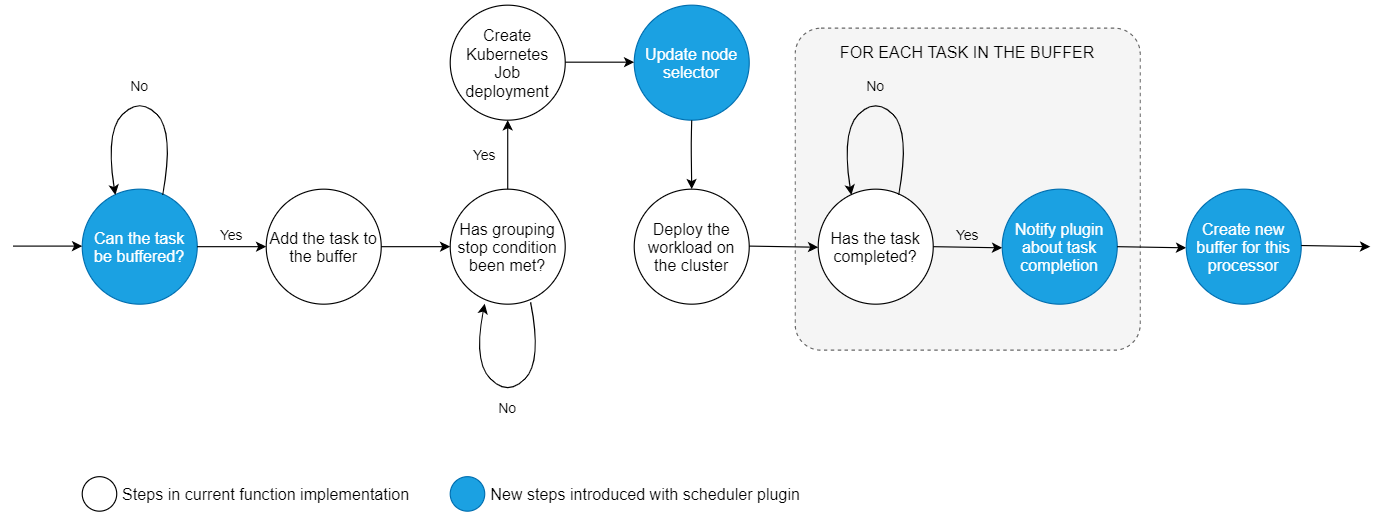 Create
Kubernetes
Job
deployment
Update node
selector
FOR EACH TASK IN THE BUFFER
No
No
Yes
Can the task
be buffered?
Yes
Add the task to
the buffer
Has grouping
stop condition
been met?
Deploy the
workload on
the cluster
Has the task
completed?
Yes
Notify plugin
about task
completion
Create new
buffer for this
processor
No
Steps in current function implementation
New steps introduced with scheduler plugin